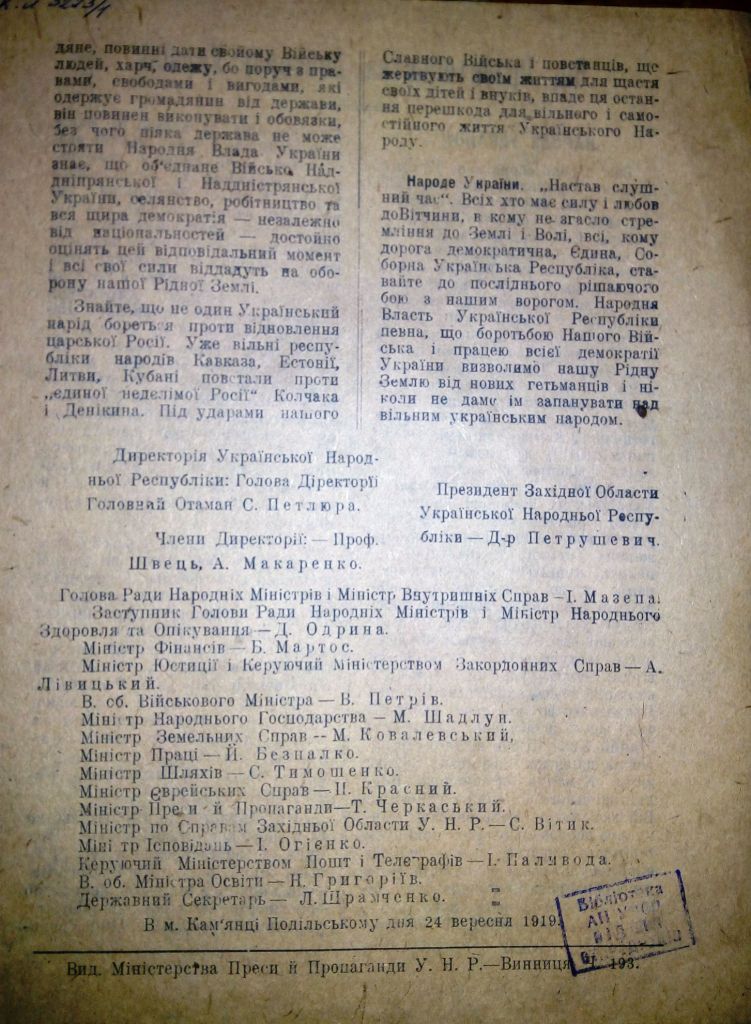 дяне, повинні дати свойому Війську
людей, харч, одежу, бо поруч з пра-
вами, свободами і вигодами, які
одержує громадянин від держави,
він повинен виконувати і обовязки,
без чого ніяка держава не може
стояти Народня Влада України
знає, що об'єднане Військо Над-
дніпрянської і Наддністрянської
України, селянство, робітництво та
вся щира демократія — незалежно
від національностей — достойно
оцінять цей відповідальний момент
і всі свої сили віддадуть на обо-
рону нашої Рідної Землі.
Знайте, що не один Український
нарід бореться проти відновлення
царської Росії. Уже вільні респу-
бліки народів Кавказа, Естонії,
Литви, Кубані повстали проти
„єдиної неделімої Росії" Колчака
і Денікина. Під ударами нашого
Славного Війська і повстанців, що
жертвують своїм життям для щастя
своїх дітей і внуків, впаде ця остан-
ня перешкода для вільного і само-
стійного життя Українського На-
роду.
Народе України. „Настав слуш-
ний час". Всіх хто має силу і любов
до Вітчини, в кому не згасло стре-
мління до Землі і Волі, всі, кому
дорога демократична, Єдина, Со-
борна Українська Республіка, ста-
вайте до посліднього рішаючого
бою з нашим ворогом. Народня
Власть Української Республіки
певна, що боротьбою Нашого Вій-
ська і працею всієї демократії
України визволимо нашу Рідну
Землю від нових гетьманців і ні-
коли не дамо їм запанувати над
вільним українським народом.
Директорія Української Народ-
ньої Республіки: Голова Діректорії
Головний Отаман С. Петлюра.
Члени Директорії: — Проф.
Швець, А. Макаренко.
Президент Західної Области
Української Народньої Респу-
бліки — Д-р Петрушевич.
Голова Ради Народніх Міністрів і Міністр Внутришніх Справ — І. Мазепа.
Заступник Голови Ради Народніх Міністрів і Міністр Народнього
Здоровля та Опікування — Д. Одрина.
Міністр Фінансів — Б. Мартос.
Міністр Юстиції і Керуючий Міністерством Закордонних Справ — А.
Лівицький.
В. об. Військового Міністра — В. Петрів.
Міністр Народнього Господарства — М. Шадлун.
Міністр Земельних Справ — М. Ковалевський,
Міністр Праці — Й. Безпалко.
Міністр Шляхів — С. Тимошенко.
Міністр єврейських Справ — П. Красний.
Міністр Преси й Пропаганди — Т. Черкаський.
Міністр по Справам Західньої Области У. Н. Р. — С. Вітик.
Міністр Ісповідань — І. Огієнко.
Керуючий Міністерством Пошт і Телеграфів — І. Паливода.
В. об. Міністра Освіти — Н. Григоріїв.
Державний Секретарь — Л. Шрамченко.
В м. Кам'янці Подільському дня 24 вересня 1919.
Бібліотека
Вид. Міністерства Преси й Пропаганди У. Н. Р. — Винниця Ч. 193.